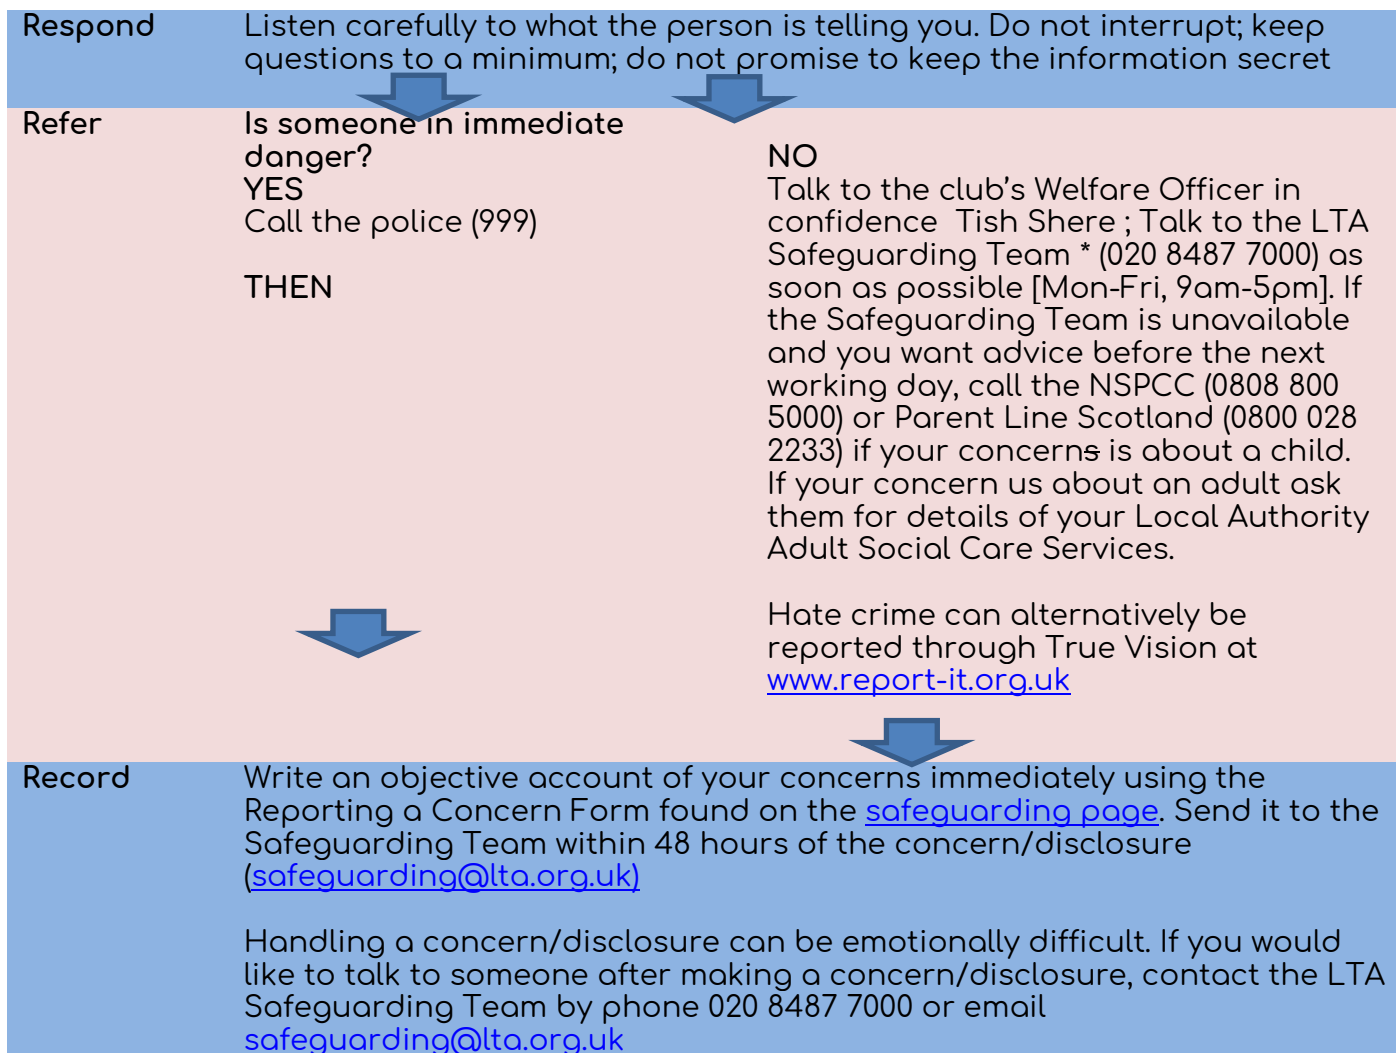 Respond
Listen carefully to what the person is telling you. Do not interrupt; keep
questions to a minimum; do not promise to keep the information secret
Refer
Is someone in immediate
danger?
YES
Call the police (999)
THEN
NO
Talk to the club's Welfare Officer in
confidence  Tish Shere ; Talk to the LTA
Safeguarding Team * (020 8487 7000) as
soon as possible [Mon-Fri, 9am-5pm]. If
the Safeguarding Team is unavailable
and you want advice before the next
working day, call the NSPCC (0808 800
5000) or Parent Line Scotland (0800 028
2233) if your concerns is about a child.
If your concern us about an adult ask
them for details of your Local Authority
Adult Social Care Services.
Hate crime can alternatively be
reported through True Vision at
www.report-it.org.uk
Record
Write an objective account of your concerns immediately using the
Reporting a Concern Form found on the safeguarding page. Send it to the
Safeguarding Team within 48 hours of the concern/disclosure
(safeguarding@lta.org.uk)
Handling a concern/disclosure can be emotionally difficult. If you would
like to talk to someone after making a concern/disclosure, contact the LTA
Safeguarding Team by phone 020 8487 7000 or email
safeguarding@lta.org.uk